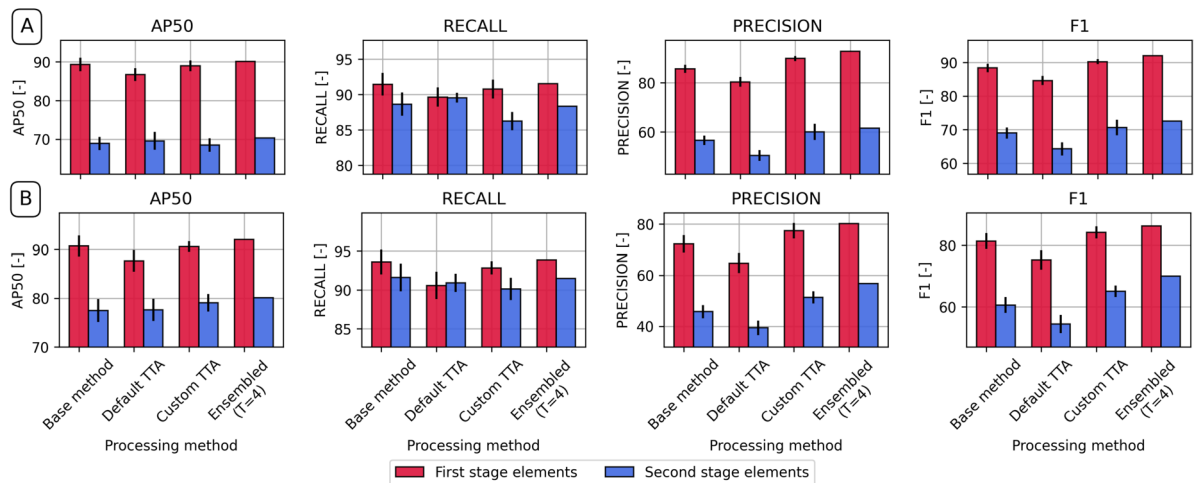 A
AP50
RECALL
PRECISION
F1
AP50 [-]
90
80
70
RECALL [-]
95
90
85
80
PRECISION [-]
80
60
F1 [-]
90
80
70
60
B
AP50
RECALL
PRECISION
F1
AP50 [-]
90
80
70
RECALL [-]
95
90
85
PRECISION [-]
80
60
40
F1 [-]
80
60
Base method
Default TTA
Custom TTA
Ensembled
(T=4)
Base method
Default TTA
Custom TTA
Ensembled
(T=4)
Base method
Default TTA
Custom TTA
Ensembled
(T=4)
Base method
Default TTA
Custom TTA
Ensembled
(T=4)
Processing method
Processing method
Processing method
Processing method
First stage elements
Second stage elements